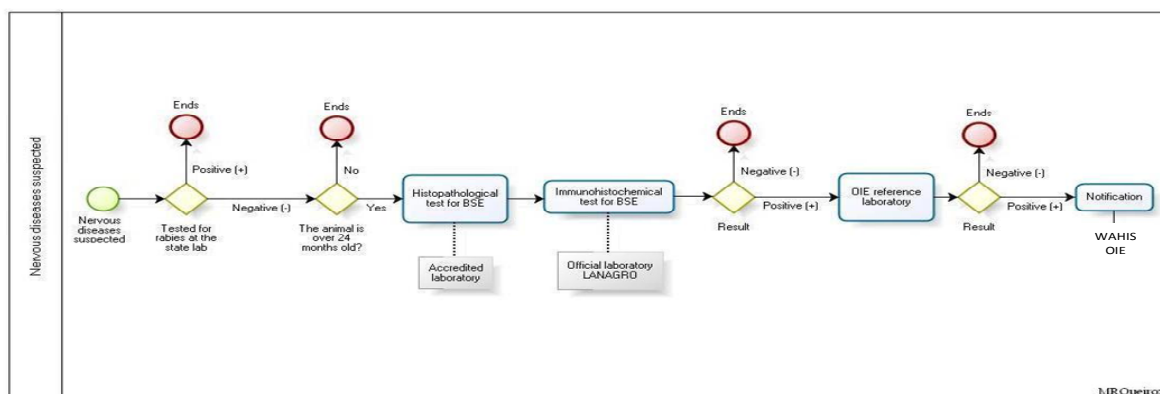 Nervous diseases suspected
Nervous
diseases
suspected
Ends
Positive (+)
Tested for
rabies at the
state lab
Negative (-)
Ends
No
The animal is
over 24
months old?
Yes
Histopathological
test for BSE
Accredited
laboratory
Immunohistochemical
test for BSE
Official laboratory
LANAGRO
Ends
Negative (-)
Result
Positive (+)
OIE reference
laboratory
Ends
Negative (-)
Result
Positive (+)
Notification
WAHIS
OIE